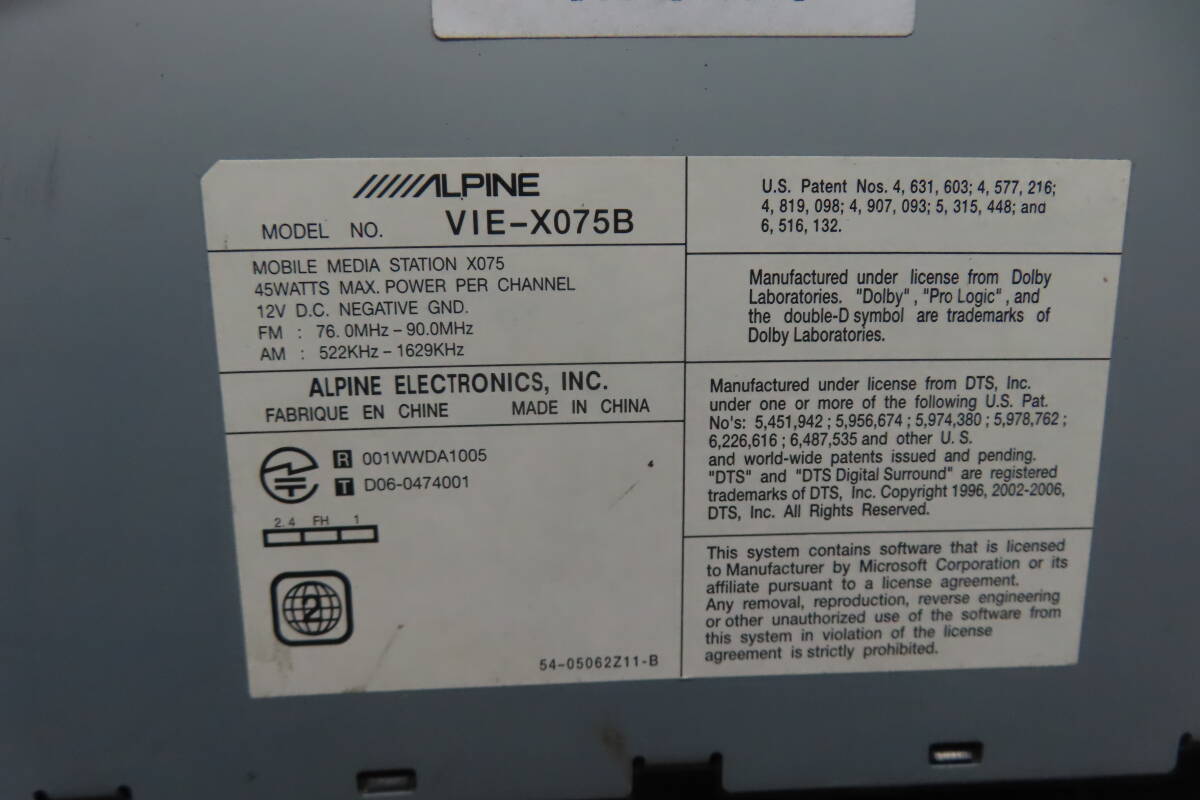 ALPINE
MODEL NO. VIE-X075B
MOBILE MEDIA STATION X075
45WATTS MAX. POWER PER CHANNEL
12V D.C. NEGATIVE GND.
FM : 76.0MHz – 90.0MHz
AM : 522KHz – 1629KHz
ALPINE ELECTRONICS, INC.
FABRIQUE EN CHINE MADE IN CHINA
R 001WWDA1005
T D06-0474001
2.4 FH 1
2
54-05062Z11-B
U.S. Patent Nos. 4, 631, 603; 4, 577, 216;
4, 819, 098; 4, 907, 093; 5, 315, 448; and
6, 516, 132.
Manufactured under license from Dolby
Laboratories. "Dolby", "Pro Logic", and
the double-D symbol are trademarks of
Dolby Laboratories.
Manufactured under license from DTS, Inc.
under one or more of the following U.S. Pat.
No's: 5,451,942 ; 5,956,674 ; 5,974,380 ; 5,978,762 ;
6,226,616 ; 6,487,535 and other U. S.
and world-wide patents issued and pending.
"DTS" and "DTS Digital Surround" are registered
trademarks of DTS, Inc. Copyright 1996, 2002-2006,
DTS, Inc. All Rights Reserved.
This system contains software that is licensed
to Manufacturer by Microsoft Corporation or its
affiliate pursuant to a license agreement.
Any removal, reproduction, reverse engineering
or other unauthorized use of the software from
this system in violation of the license
agreement is strictly prohibited.